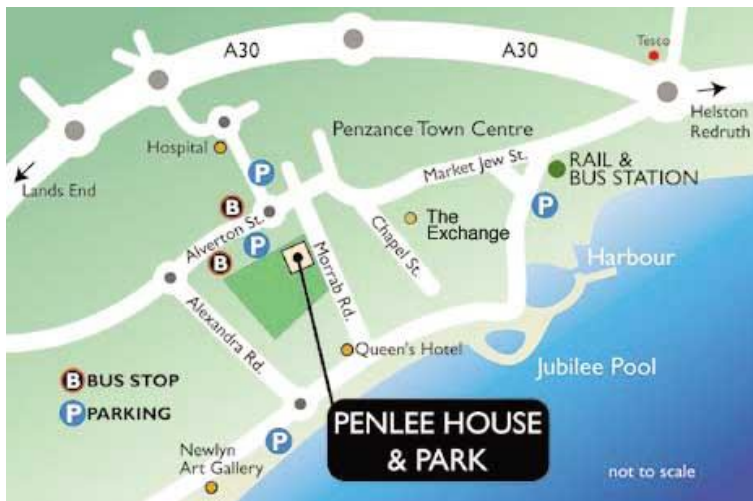 A30
A30
Tesco
Helston
Redruth
Penzance Town Centre
Hospital
P
Lands End
Market Jew St.
RAIL &
BUS STATION
B
P
Alverton St.
P
The
Exchange
Chapel St.
Morrab Rd.
B
Harbour
Alexandra Rd.
Queen's Hotel
Jubilee Pool
B BUS STOP
P PARKING
PENLEE HOUSE
& PARK
P
Newlyn
Art Gallery
not to scale